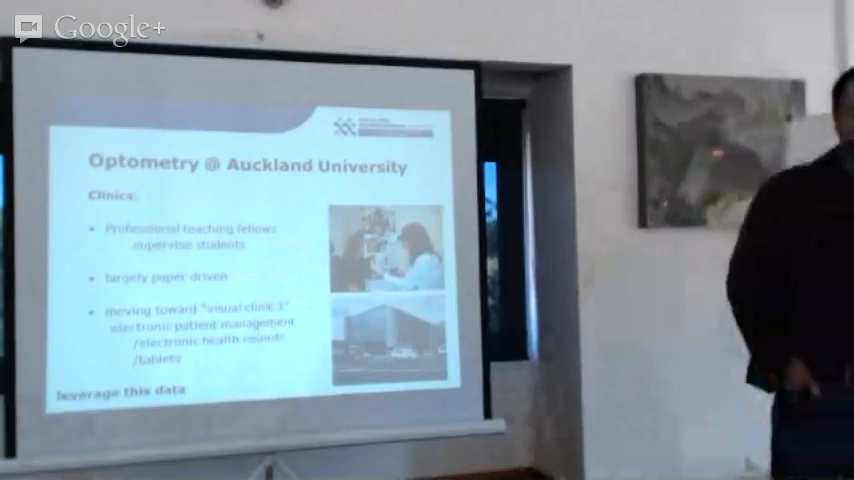 Google+
Optometry @ Auckland University
Clinics:
• Professional teaching fellows
supervise students
• largely paper driven
• moving toward "visual clinic 3"
electronic patient management
/electronic health records
/tablets
leverage this data